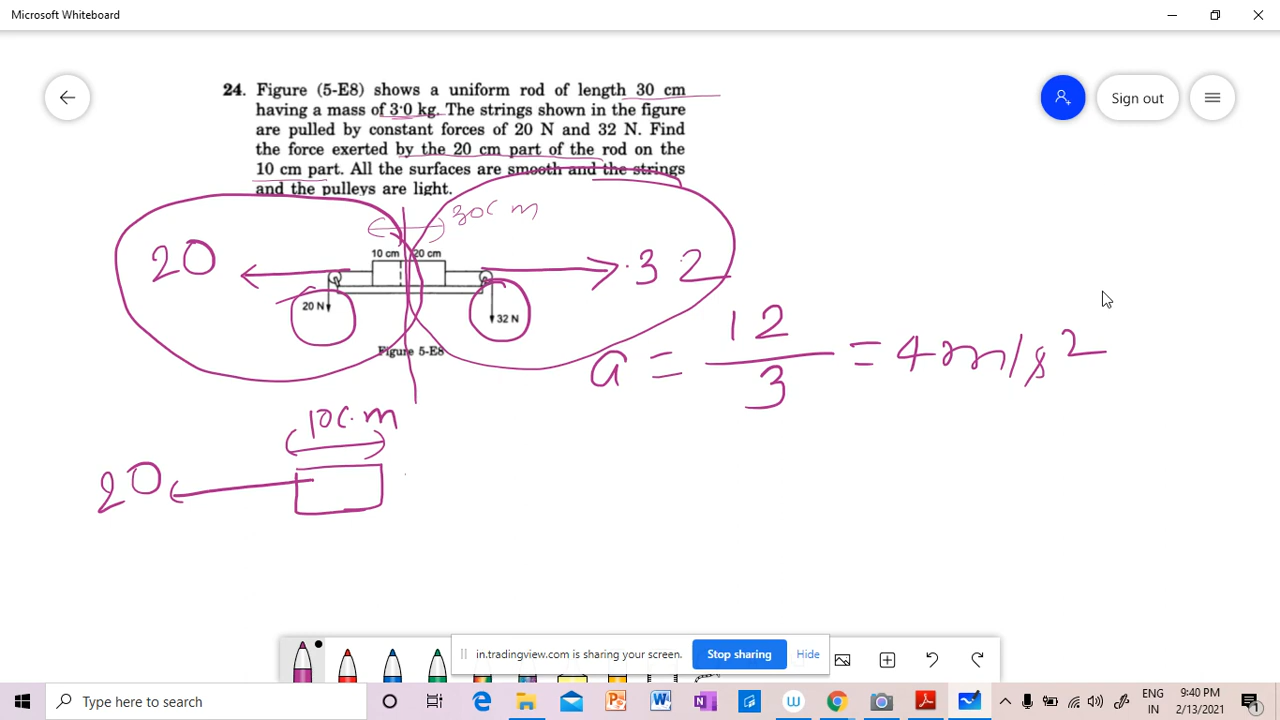 Microsoft Whiteboard
Sign out
24. Figure (5-E8) shows a uniform rod of length 30 cm
having a mass of 3·0 kg. The strings shown in the figure
are pulled by constant forces of 20 N and 32 N. Find
the force exerted by the 20 cm part of the rod on the
10 cm part. All the surfaces are smooth and the strings
and the pulleys are light.
30c m
20
10 cm
20 cm
32
20 N
32 N
Figure 5-E8
a = 12/3 = 4 m/s²
10c·m
20
in.tradingview.com is sharing your screen.
Stop sharing
Hide
Type here to search
ENG
IN
9:40 PM
2/13/2021
1